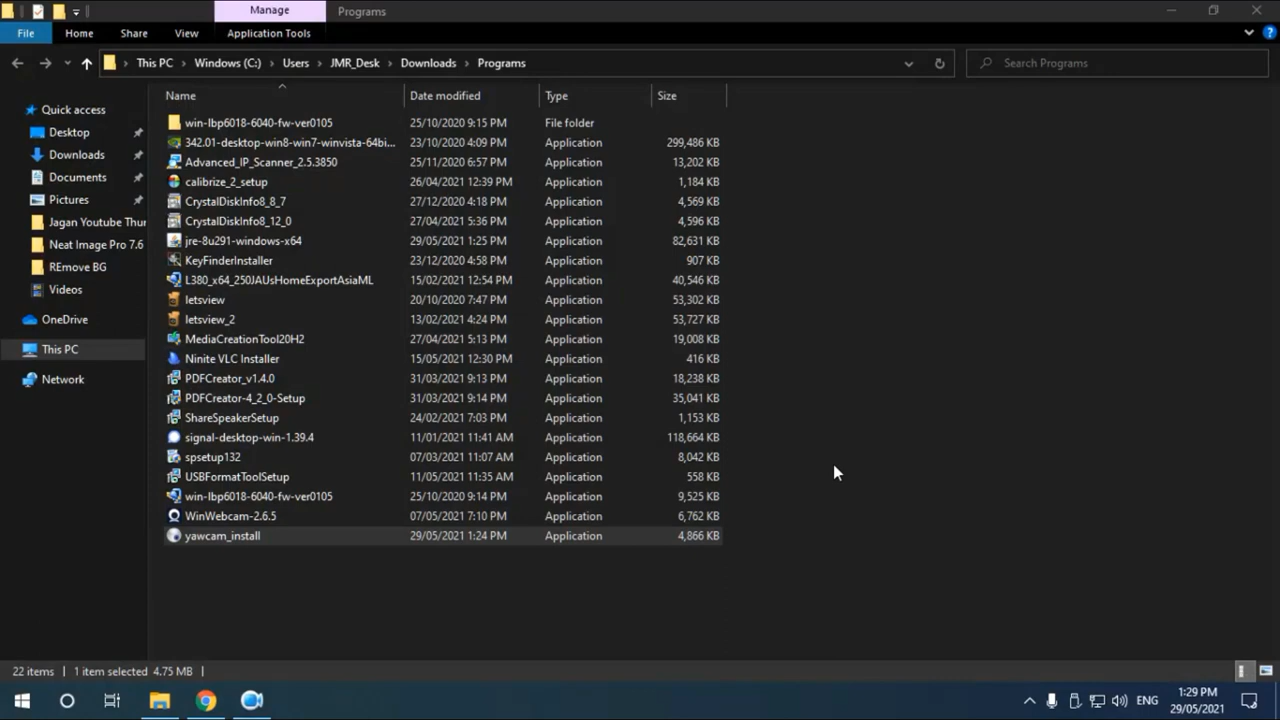 Manage
Programs
File
Home
Share
View
Application Tools
This PC
Windows (C:)
Users
JMR_Desk
Downloads
Programs
Search Programs
Quick access
Desktop
Downloads
Documents
Pictures
Jagan Youtube Thur
Neat Image Pro 7.6
REmove BG
Videos
OneDrive
This PC
Network
Name Date modified Type Size
win-lbp6018-6040-fw-ver0105 25/10/2020 9:15 PM File folder
342.01-desktop-win8-win7-winvista-64bi... 23/10/2020 4:09 PM Application 299,486 KB
Advanced_IP_Scanner_2.5.3850 25/11/2020 6:57 PM Application 13,202 KB
calibrize_2_setup 26/04/2021 12:39 PM Application 1,184 KB
CrystalDiskInfo8_8_7 27/12/2020 4:18 PM Application 4,569 KB
CrystalDiskInfo8_12_0 27/04/2021 5:36 PM Application 4,596 KB
jre-8u291-windows-x64 29/05/2021 1:25 PM Application 82,631 KB
KeyFinderInstaller 23/12/2020 4:58 PM Application 907 KB
L380_x64_250JAUsHomeExportAsiaML 15/02/2021 12:54 PM Application 40,546 KB
letsview 20/10/2020 7:47 PM Application 53,302 KB
letsview_2 13/02/2021 4:24 PM Application 53,727 KB
MediaCreationTool20H2 27/04/2021 5:13 PM Application 19,008 KB
Ninite VLC Installer 15/05/2021 12:30 PM Application 416 KB
PDFCreator_v1.4.0 31/03/2021 9:13 PM Application 18,238 KB
PDFCreator-4_2_0-Setup 31/03/2021 9:14 PM Application 35,041 KB
ShareSpeakerSetup 24/02/2021 7:03 PM Application 1,153 KB
signal-desktop-win-1.39.4 11/01/2021 11:41 AM Application 118,664 KB
spsetup132 07/03/2021 11:07 AM Application 8,042 KB
USBFormatToolSetup 11/05/2021 11:35 AM Application 558 KB
win-lbp6018-6040-fw-ver0105 25/10/2020 9:14 PM Application 9,525 KB
WinWebcam-2.6.5 07/05/2021 7:10 PM Application 6,762 KB
yawcam_install 29/05/2021 1:24 PM Application 4,866 KB
22 items 1 item selected 4.75 MB
ENG
1:29 PM
29/05/2021